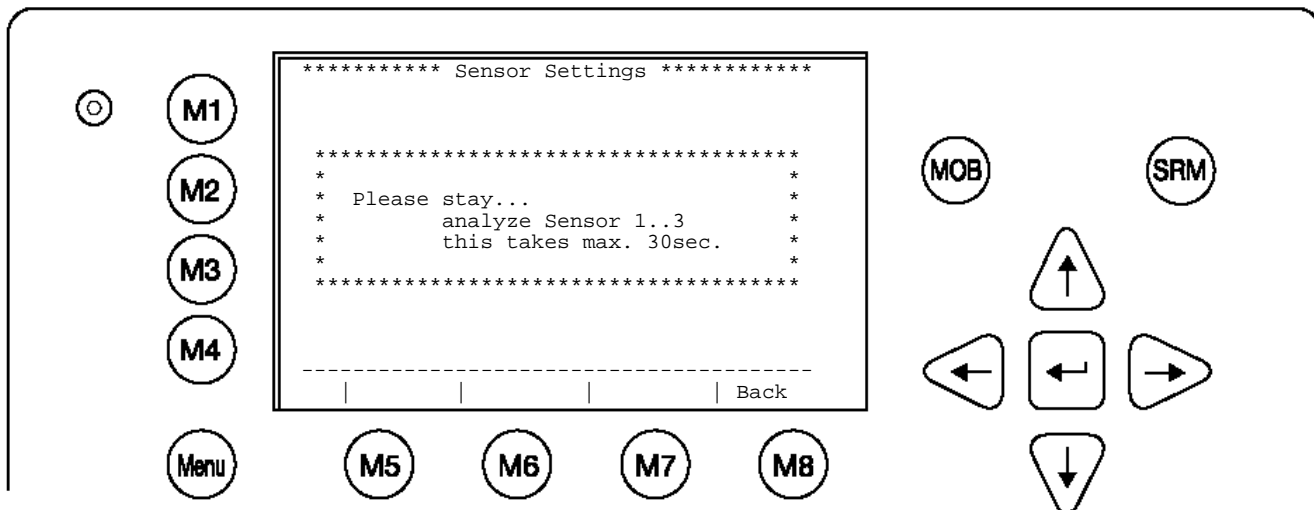 *********** Sensor Settings ************
M1
**************************************
* *
M2
* Please stay... *
* analyze Sensor 1..3 *
* this takes max. 30sec. *
* *
**************************************
M3
M4
----------------------------------------
| | | | Back
MOB
SRM
Menu
M5
M6
M7
M8